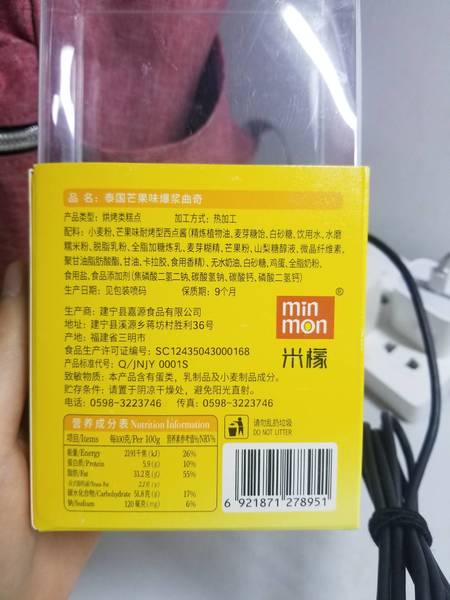 品 名：泰国芒果味爆浆曲奇
产品类型：烘烤类糕点 加工方式：热加工
配料：小麦粉、芒果味耐烤型西点酱(精炼植物油、麦芽糖饴、白砂糖、饮用水、水磨
糯米粉、脱脂乳粉、全脂加糖炼乳、麦芽糊精、芒果粉、山梨糖醇液、微晶纤维素、
聚甘油脂肪酸酯、甘油、卡拉胶、食用香精)、无水奶油、白砂糖、鸡蛋、全脂奶粉、
食用盐、食品添加剂(焦磷酸二氢二钠、碳酸氢钠、碳酸钙、磷酸二氢钙)
生产日期：见包装喷码 保质期：9个月
生产商：建宁县嘉源食品有限公司
地址：建宁县溪源乡蒋坊村胜利36号
产地：福建省三明市
食品生产许可证编号：SC12435043000168
产品标准代号：Q/JNJY 0001S
致敏物质：本产品含有蛋类，乳制品及小麦制品成分。
贮存条件：请置于阴凉干燥处，避免阳光直射。
电话：0598-3223746 传真：0598-3223746
min
mon
®
米檬
营养成分表 Nutrition Information
项目/Items 每100克/Per 100g 营养素参考值%/NRV%
能量/Energy 2191千焦(kJ) 26%
蛋白质/Protein 5.9(g) 10%
脂肪/Fat 33.2克(g) 55%
反式脂肪酸/Trans Fat 2.2克(g)
碳水化合物/Carbohydrate 51.8克(g) 17%
钠/Sodium 120毫克(mg) 6%
请勿乱扔垃圾
DO NOT LITTER
6 921871 278951